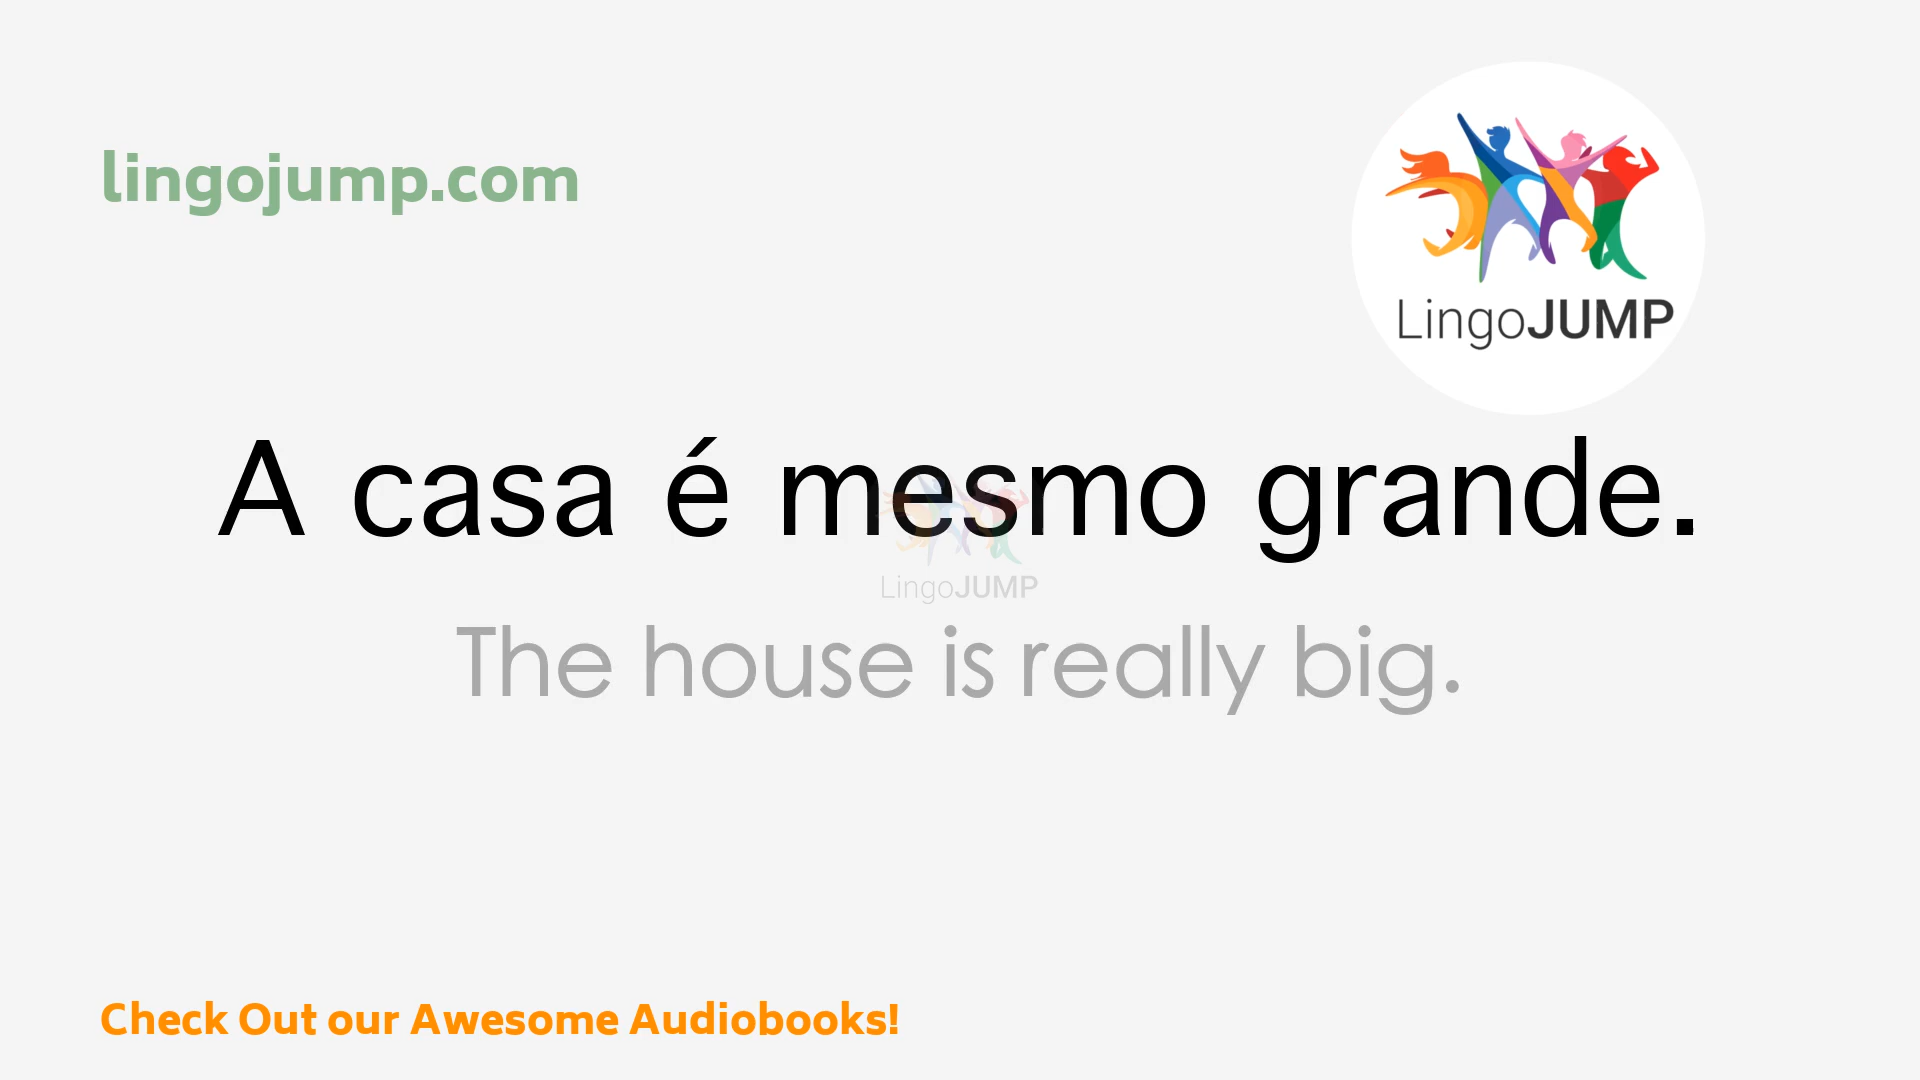 lingojump.com
LingoJUMP
A casa é mesmo grande.
LingoJUMP
The house is really big.
Check Out our Awesome Audiobooks!